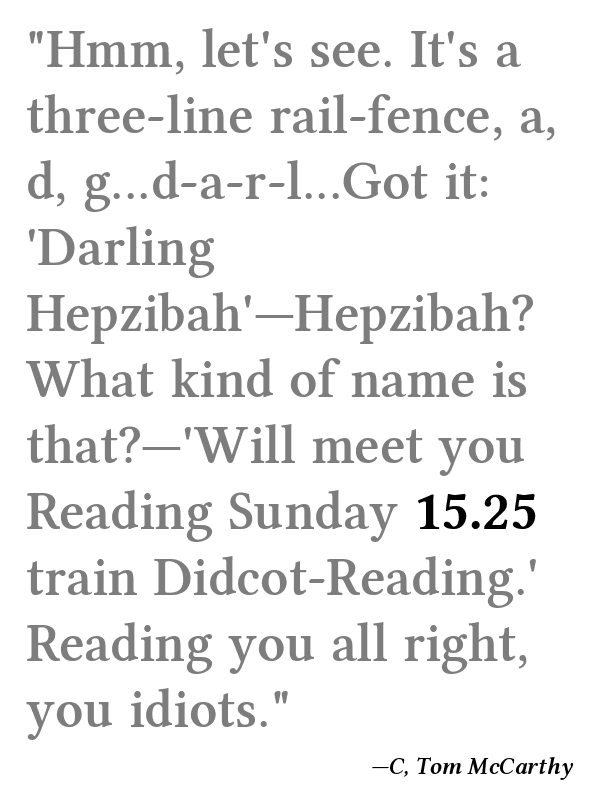 "Hmm, let's see. It's a
three-line rail-fence, a,
d, g...d-a-r-l...Got it:
'Darling
Hepzibah'—Hepzibah?
What kind of name is
that?—'Will meet you
Reading Sunday 15.25
train Didcot-Reading.'
Reading you all right,
you idiots."
—C, Tom McCarthy